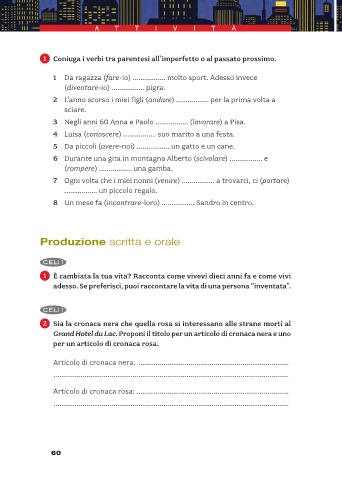 ATTIVITÀ
1 Coniuga i verbi tra parentesi all'imperfetto o al passato prossimo.
1 Da ragazza (fare-io) ................ molto sport. Adesso invece
(diventare-io) ................ pigra.
2 L'anno scorso i miei figli (andare) ................ per la prima volta a
sciare.
3 Negli anni 60 Anna e Paolo ................ (lavorare) a Pisa.
4 Luisa (conoscere) ................ suo marito a una festa.
5 Da piccoli (avere-noi) ................ un gatto e un cane.
6 Durante una gita in montagna Alberto (scivolare) ................ e
(rompere) ................ una gamba.
7 Ogni volta che i miei nonni (venire) ................ a trovarci, ci (portare)
................ un piccolo regalo.
8 Un mese fa (incontrare-loro) ................ Sandro in centro.
Produzione scritta e orale
CELI 1
1 È cambiata la tua vita? Racconta come vivevi dieci anni fa e come vivi
adesso. Se preferisci, puoi raccontare la vita di una persona "inventata".
CELI 1
2 Sia la cronaca nera che quella rosa si interessano alle strane morti al
Grand Hotel du Lac. Proponi il titolo per un articolo di cronaca nera e uno
per un articolo di cronaca rosa.
Articolo di cronaca nera: ........................................................................
................................................................................................
Articolo di cronaca rosa: ........................................................................
................................................................................................
60